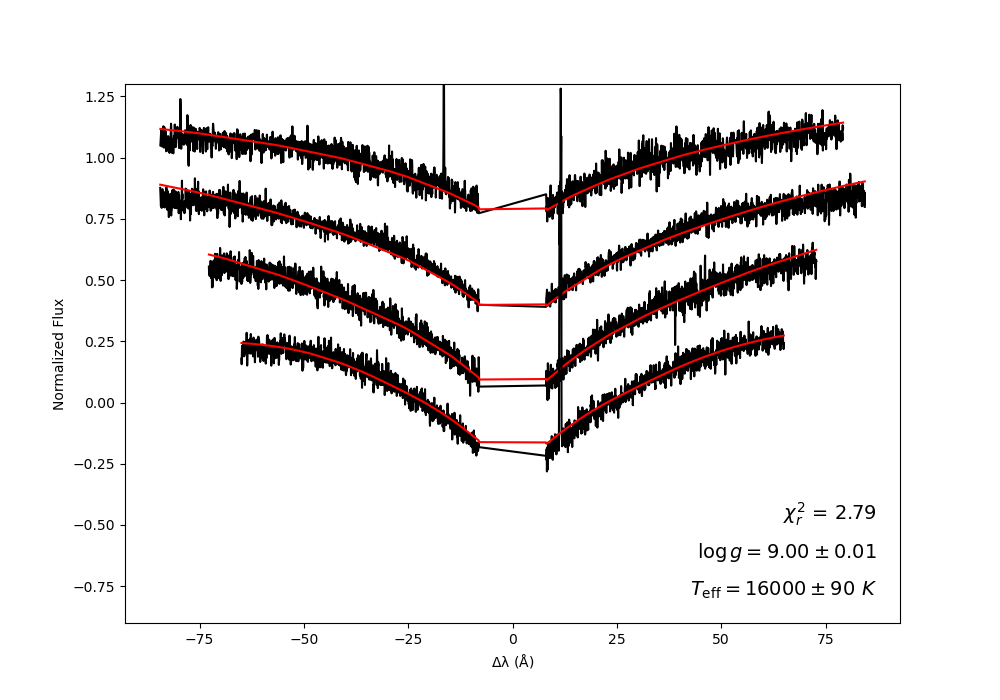 1.25
1.00
0.75
0.50
0.25
0.00
−0.25
−0.50
−0.75
Normalized Flux
χ²ᵣ = 2.79
log g = 9.00 ± 0.01
T_eff = 16000 ± 90 K
−75 −50 −25 0 25 50 75
Δλ (Å)